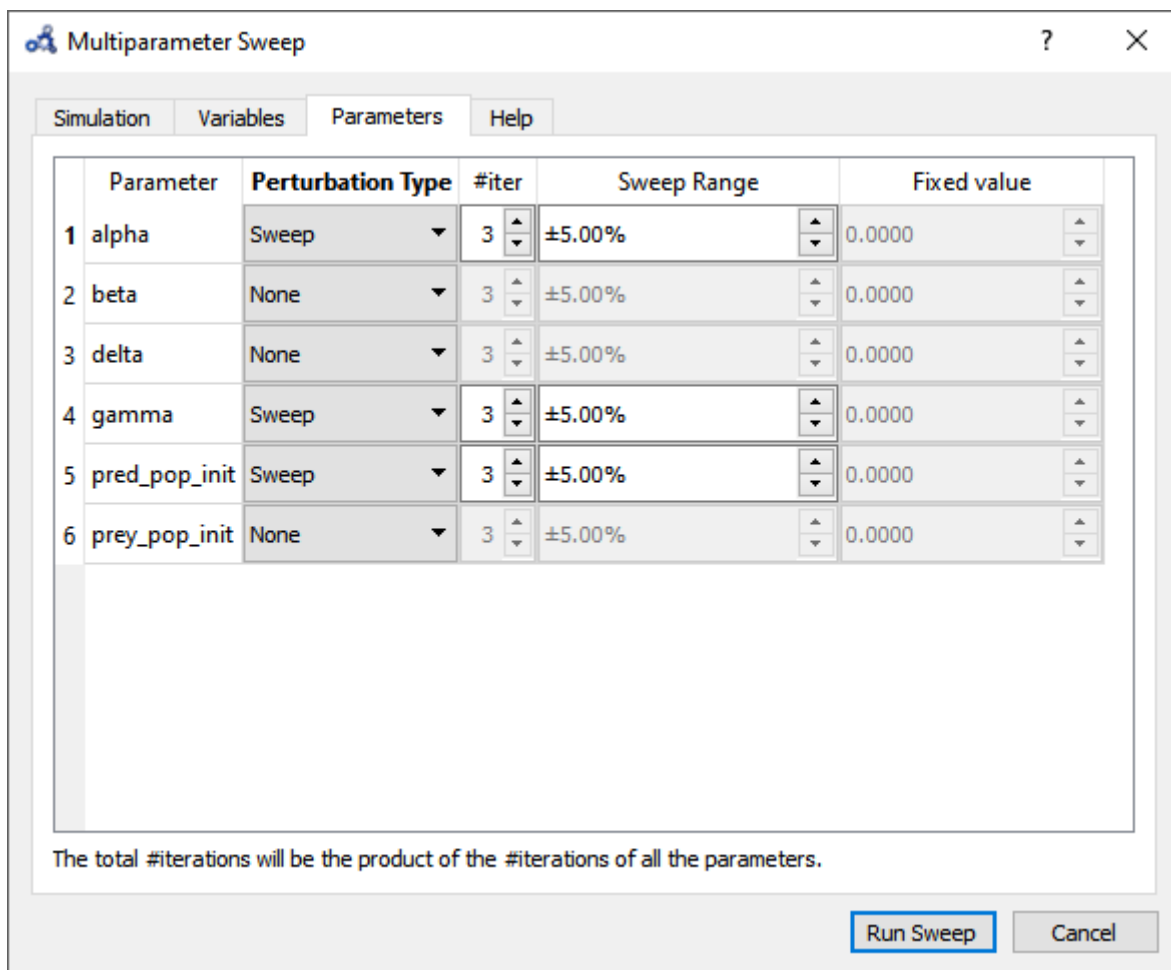 Multiparameter Sweep ?
Simulation Variables Parameters Help
Parameter Perturbation Type #iter Sweep Range Fixed value
1 alpha Sweep 3 ±5.00% 0.0000
2 beta None 3 ±5.00% 0.0000
3 delta None 3 ±5.00% 0.0000
4 gamma Sweep 3 ±5.00% 0.0000
5 pred_pop_init Sweep 3 ±5.00% 0.0000
6 prey_pop_init None 3 ±5.00% 0.0000
The total #iterations will be the product of the #iterations of all the parameters.
Run Sweep Cancel